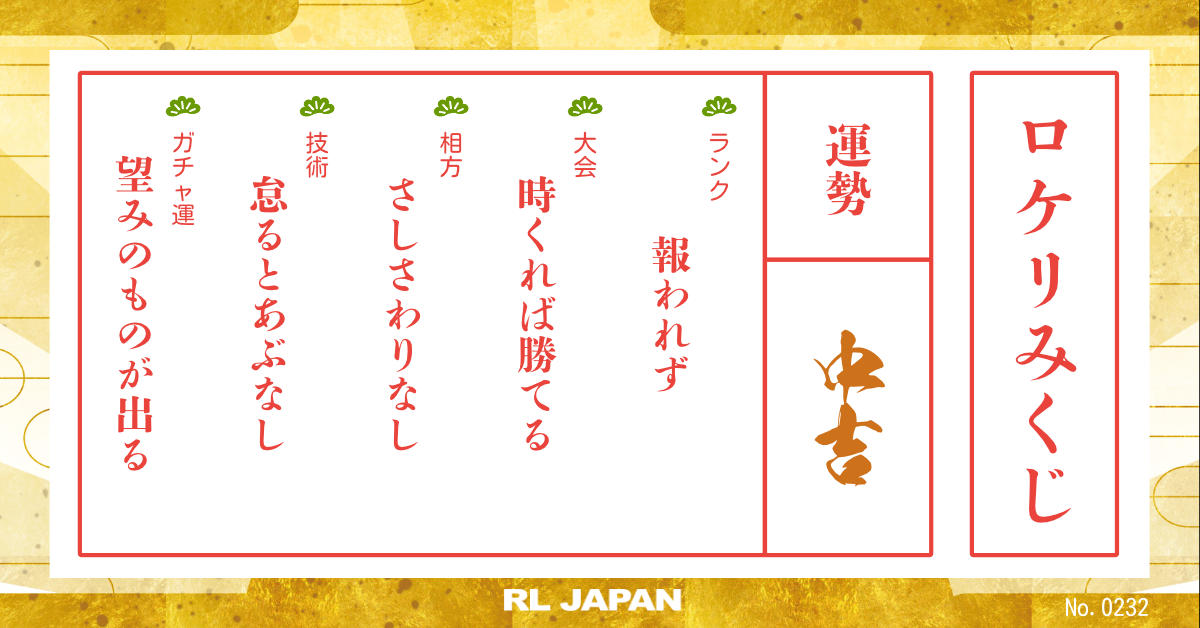 ロケリみくじ
運勢
中吉
ランク
報われず
大会
時くれば勝てる
相方
さしさわりなし
技術
怠るとあぶなし
ガチャ運
望みのものが出る
RL JAPAN
No. 0232